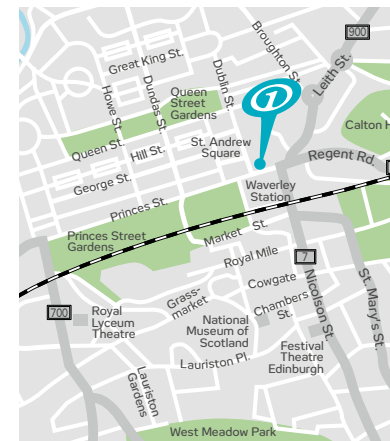 900
Broughton St.
Leith St.
Great King St.
Dublin St.
Dundas St.
Howe St.
Queen
Street
Gardens
1
Calton H
St. Andrew
Square
Queen St.
Hill St.
Regent Rd.
George St.
Waverley
Station
Princes St.
Princes Street
Gardens
Market St.
Royal Mile
7
Cowgate
Nicolson St.
St. Mary's St.
Grass-
market
Chambers
St.
700
Royal
Lyceum
Theatre
National
Museum of
Scotland
Festival
Theatre
Edinburgh
Lauriston Pl.
Lauriston
Gardens
West Meadow Park